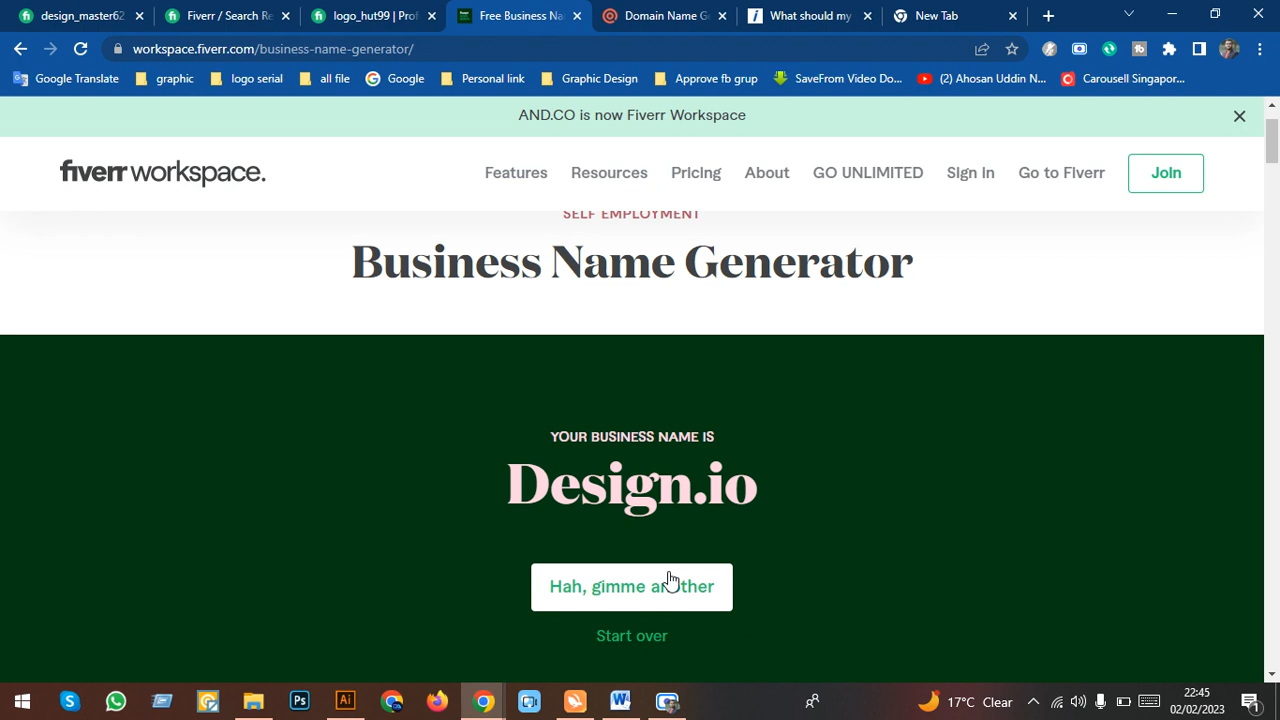 design_master62
Fiverr / Search Re
logo_hut99 | Prof
Free Business Na
Domain Name Ge
What should my
New Tab
workspace.fiverr.com/business-name-generator/
Google Translate
graphic
logo serial
all file
Google
Personal link
Graphic Design
Approve fb grup
SaveFrom Video Do...
(2) Ahosan Uddin N...
Carousell Singapor...
AND.CO is now Fiverr Workspace
fiverr workspace.
Features
Resources
Pricing
About
GO UNLIMITED
Sign In
Go to Fiverr
Join
SELF EMPLOYMENT
Business Name Generator
YOUR BUSINESS NAME IS
Design.io
Hah, gimme another
Start over
17°C Clear
22:45
02/02/2023